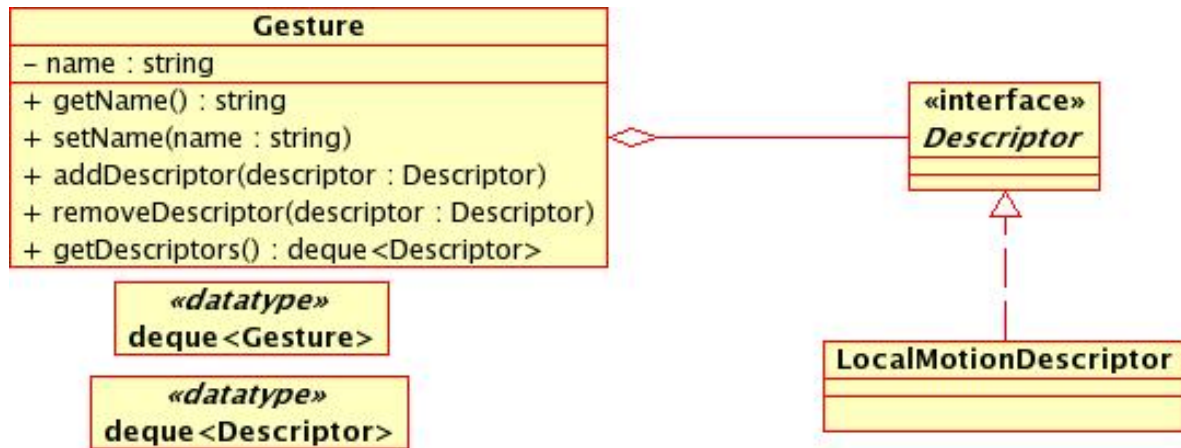 Gesture
– name : string
+ getName() : string
+ setName(name : string)
+ addDescriptor(descriptor : Descriptor)
+ removeDescriptor(descriptor : Descriptor)
+ getDescriptors() : deque<Descriptor>
«interface»
Descriptor
«datatype»
deque<Gesture>
LocalMotionDescriptor
«datatype»
deque<Descriptor>